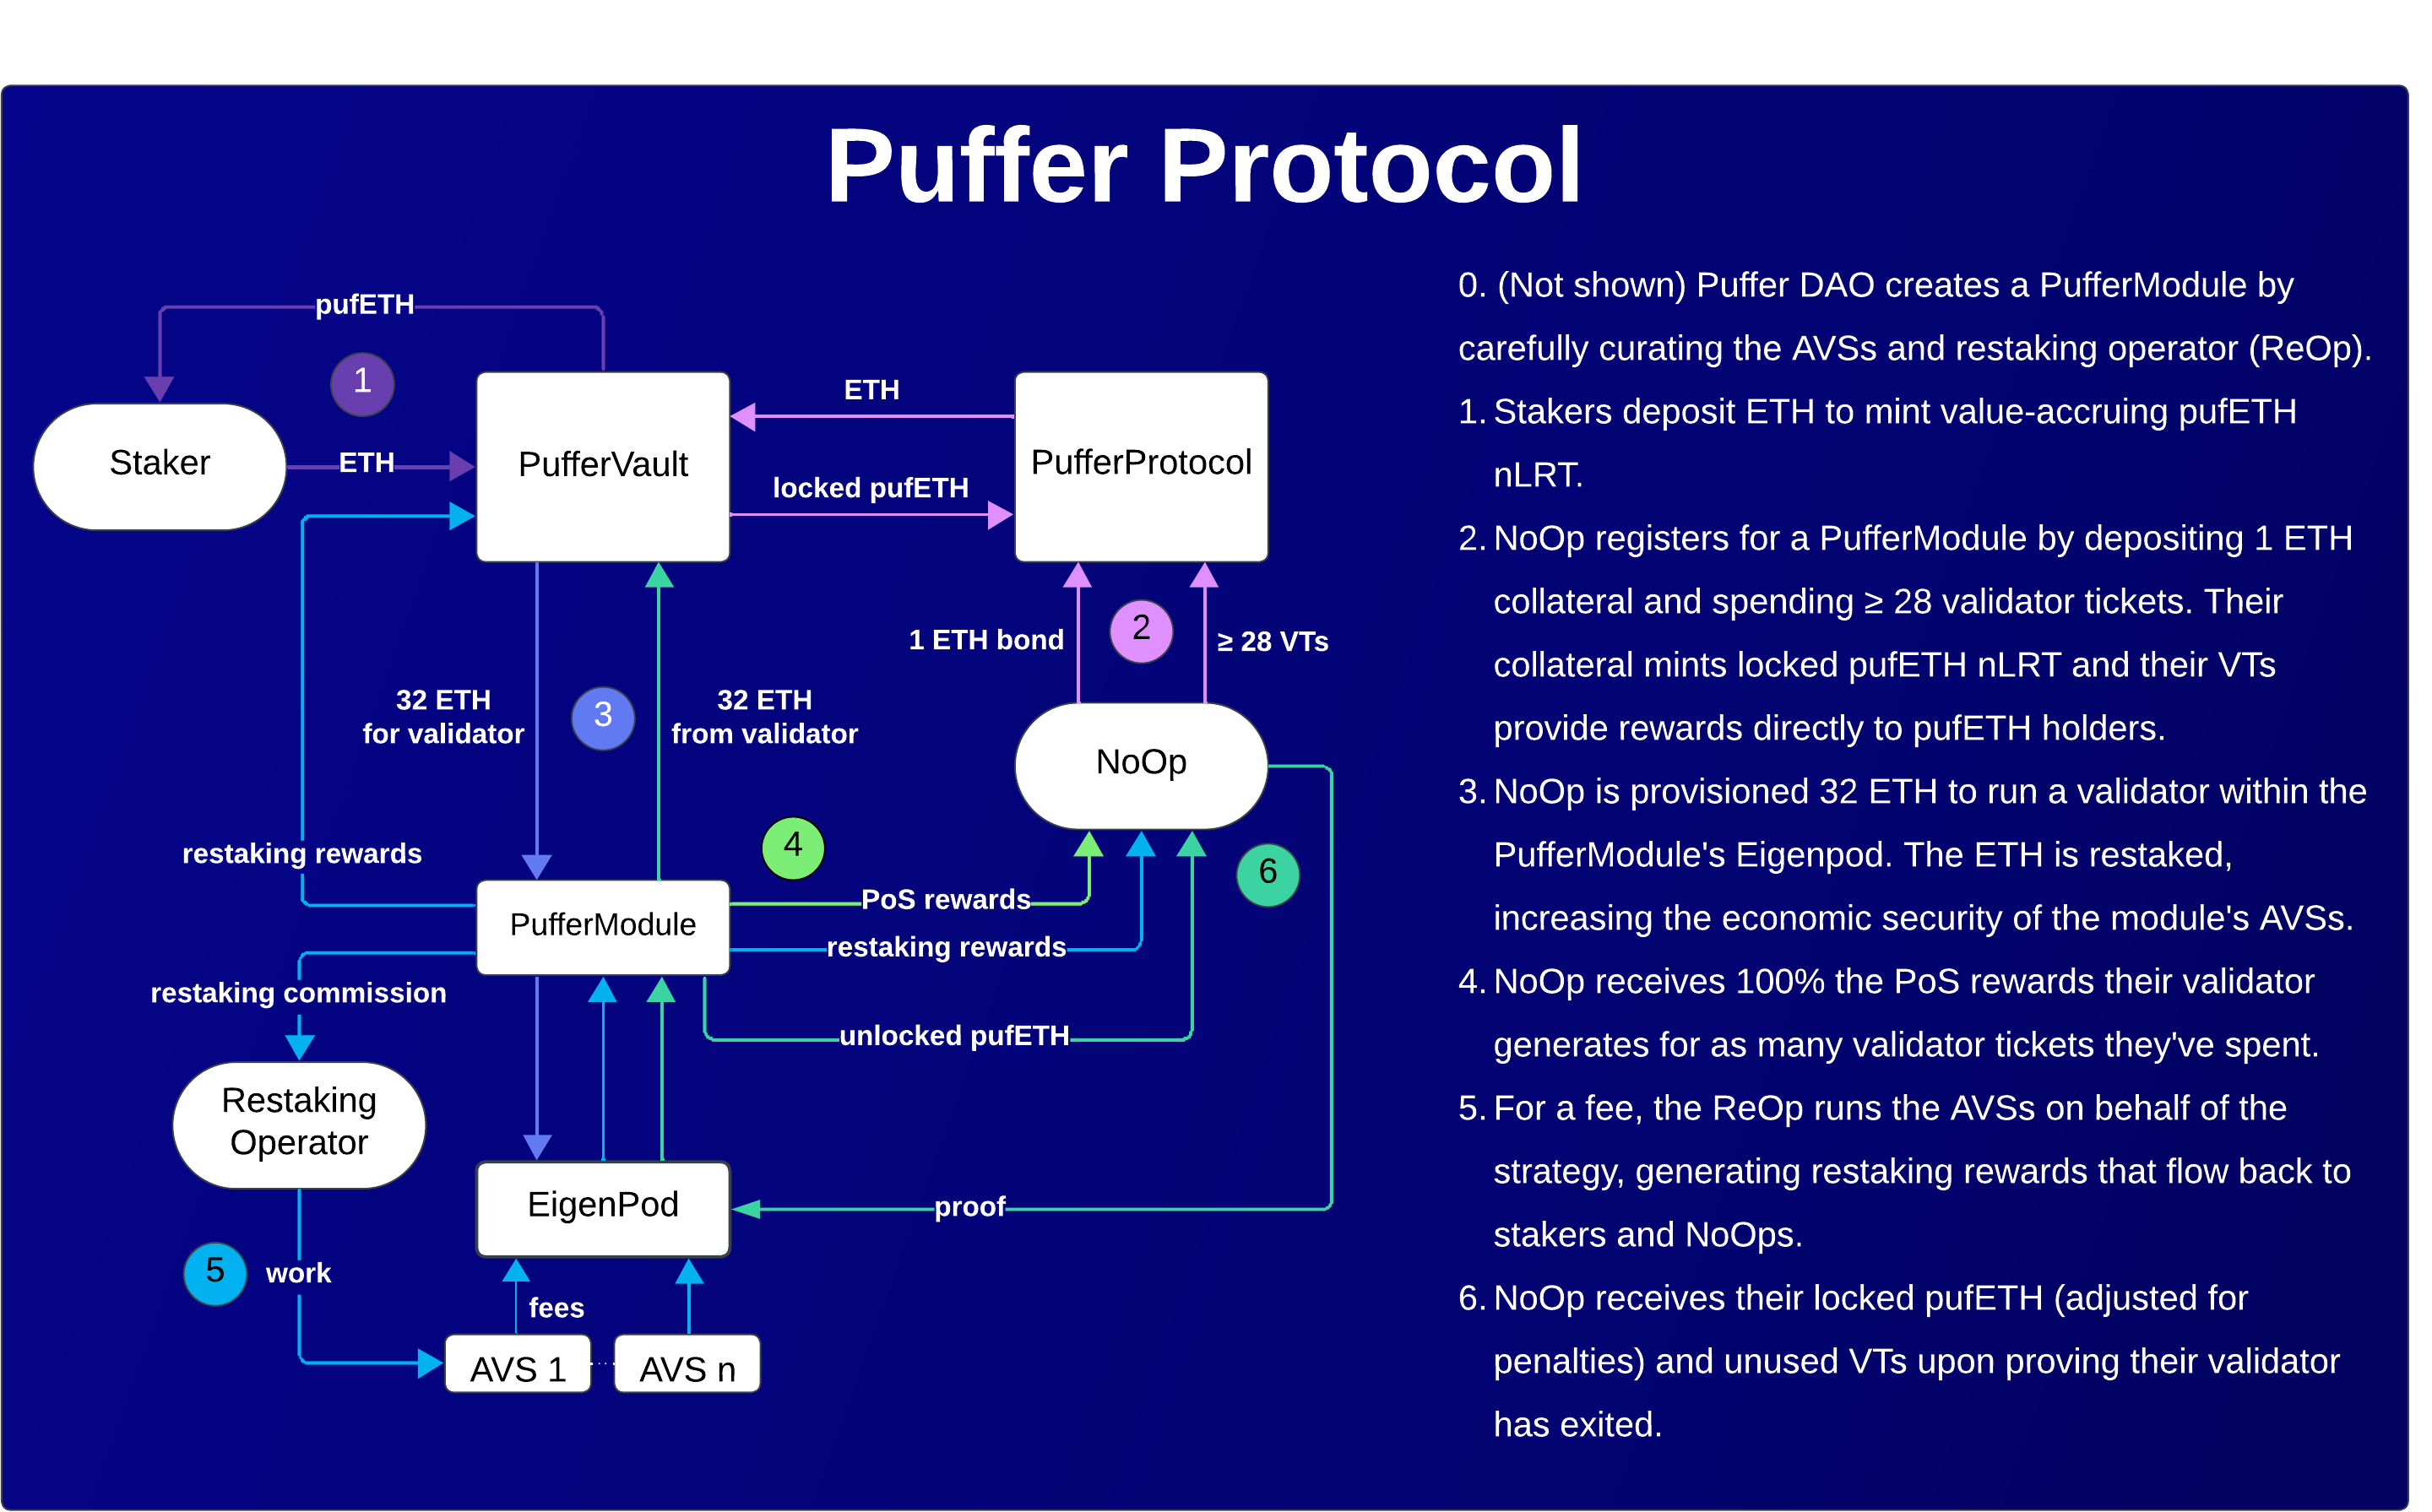 Puffer Protocol
pufETH
1
Staker
ETH
PufferVault
ETH
locked pufETH
PufferProtocol
1 ETH bond
2
≥ 28 VTs
32 ETH
for validator
3
32 ETH
from validator
NoOp
restaking rewards
4
6
PufferModule
PoS rewards
restaking rewards
restaking commission
unlocked pufETH
Restaking
Operator
EigenPod
proof
5
work
fees
AVS 1
AVS n
0. (Not shown) Puffer DAO creates a PufferModule by
carefully curating the AVSs and restaking operator (ReOp).
1. Stakers deposit ETH to mint value-accruing pufETH
nLRT.
2. NoOp registers for a PufferModule by depositing 1 ETH
collateral and spending ≥ 28 validator tickets. Their
collateral mints locked pufETH nLRT and their VTs
provide rewards directly to pufETH holders.
3. NoOp is provisioned 32 ETH to run a validator within the
PufferModule's Eigenpod. The ETH is restaked,
increasing the economic security of the module's AVSs.
4. NoOp receives 100% the PoS rewards their validator
generates for as many validator tickets they've spent.
5. For a fee, the ReOp runs the AVSs on behalf of the
strategy, generating restaking rewards that flow back to
stakers and NoOps.
6. NoOp receives their locked pufETH (adjusted for
penalties) and unused VTs upon proving their validator
has exited.